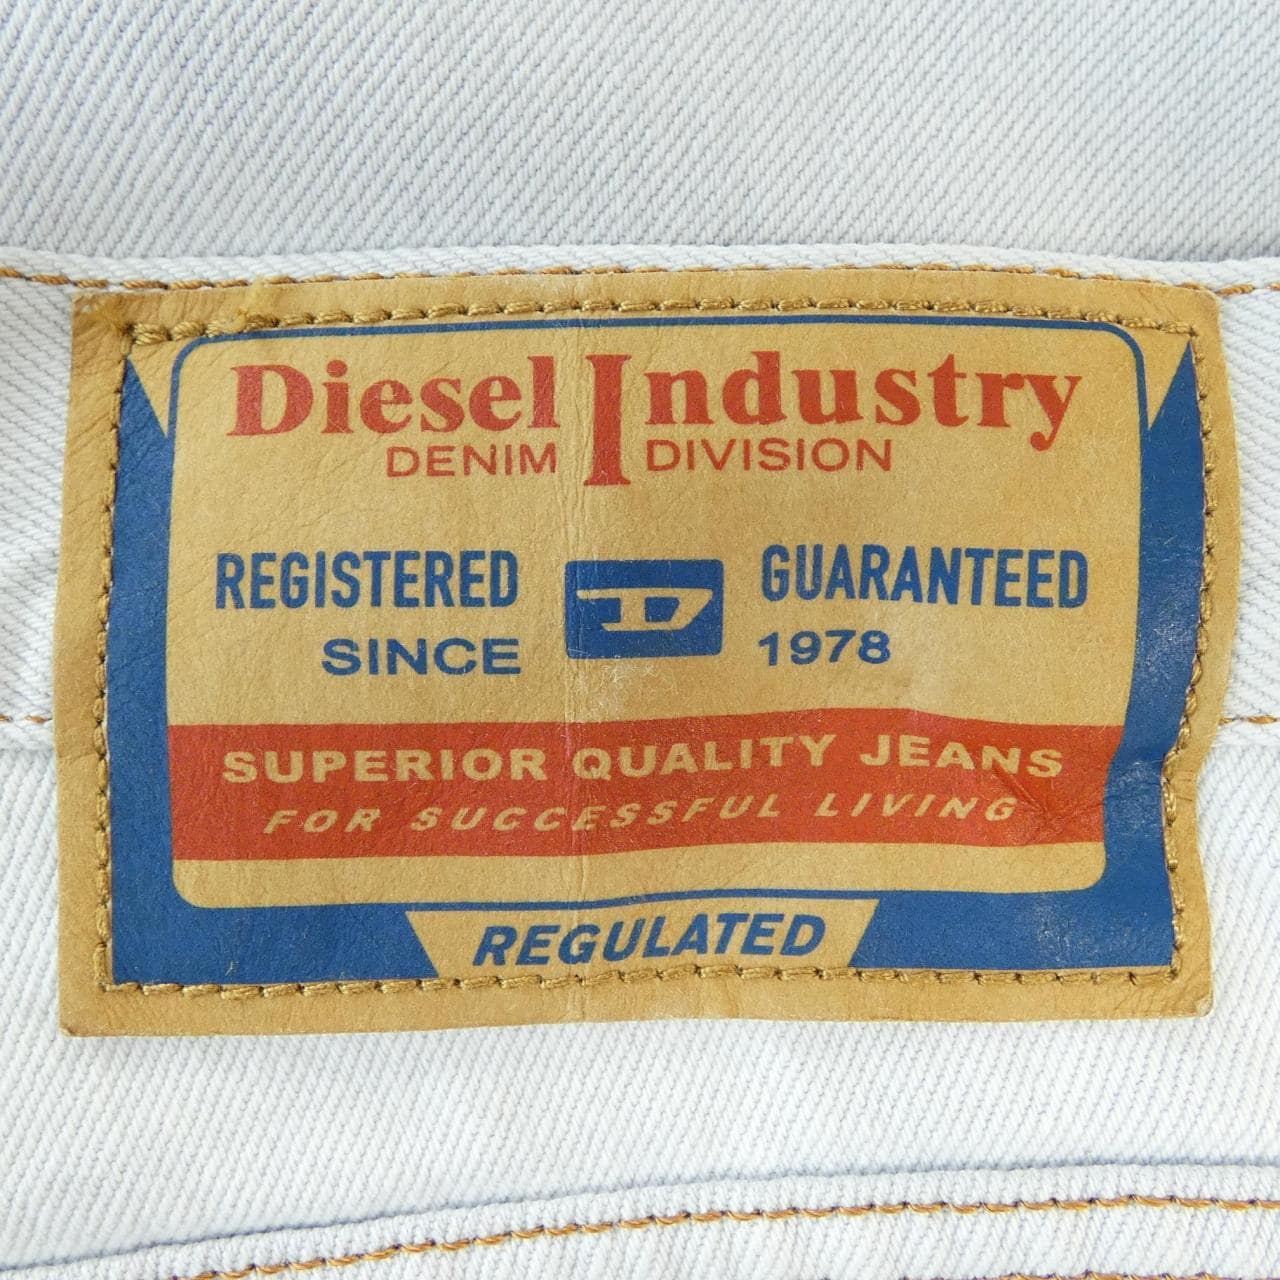 Diesel Industry
DENIM DIVISION
REGISTERED D GUARANTEED
SINCE 1978
SUPERIOR QUALITY JEANS
FOR SUCCESSFUL LIVING
REGULATED